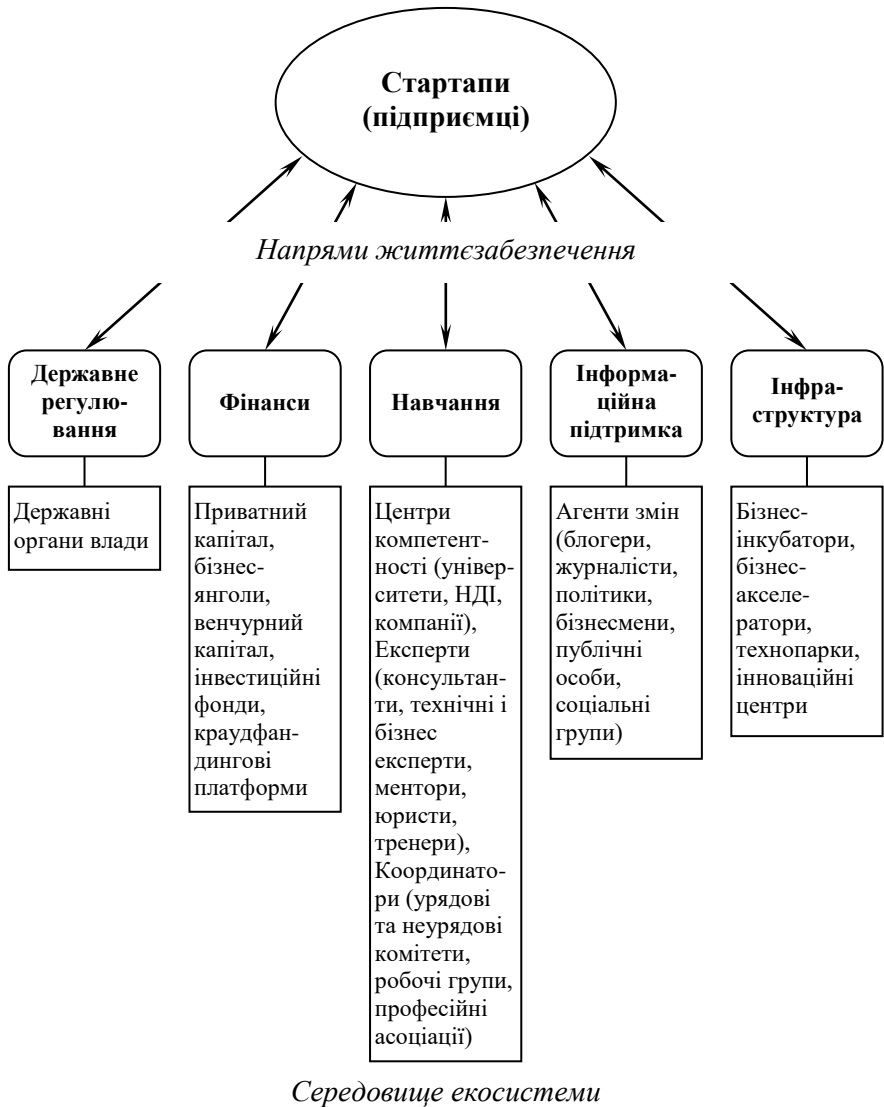 Стартапи
(підприємці)
Напрями життєзабезпечення
Державне
регулю-
вання
Фінанси
Навчання
Інформа-
ційна
підтримка
Інфра-
структура
Державні
органи влади
Приватний
капітал,
бізнес-
янголи,
венчурний
капітал,
інвестиційні
фонди,
краудфан-
дингові
платформи
Центри
компетент-
ності (універ-
ситети, НДІ,
компанії),
Експерти
(консультан-
ти, технічні і
бізнес
експерти,
ментори,
юристи,
тренери),
Координато-
ри (урядові
та неурядові
комітети,
робочі групи,
професійні
асоціації)
Агенти змін
(блогери,
журналісти,
політики,
бізнесмени,
публічні
особи,
соціальні
групи)
Бізнес-
інкубатори,
бізнес-
акселе-
ратори,
технопарки,
інноваційні
центри
Середовище екосистеми